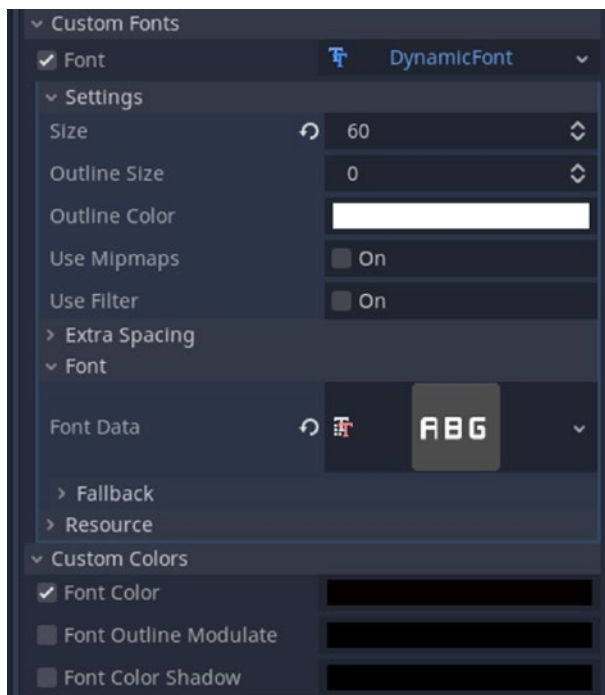 Custom Fonts
Font DynamicFont
Settings
Size 60
Outline Size 0
Outline Color
Use Mipmaps On
Use Filter On
Extra Spacing
Font
Font Data ABG
Fallback
Resource
Custom Colors
Font Color
Font Outline Modulate
Font Color Shadow